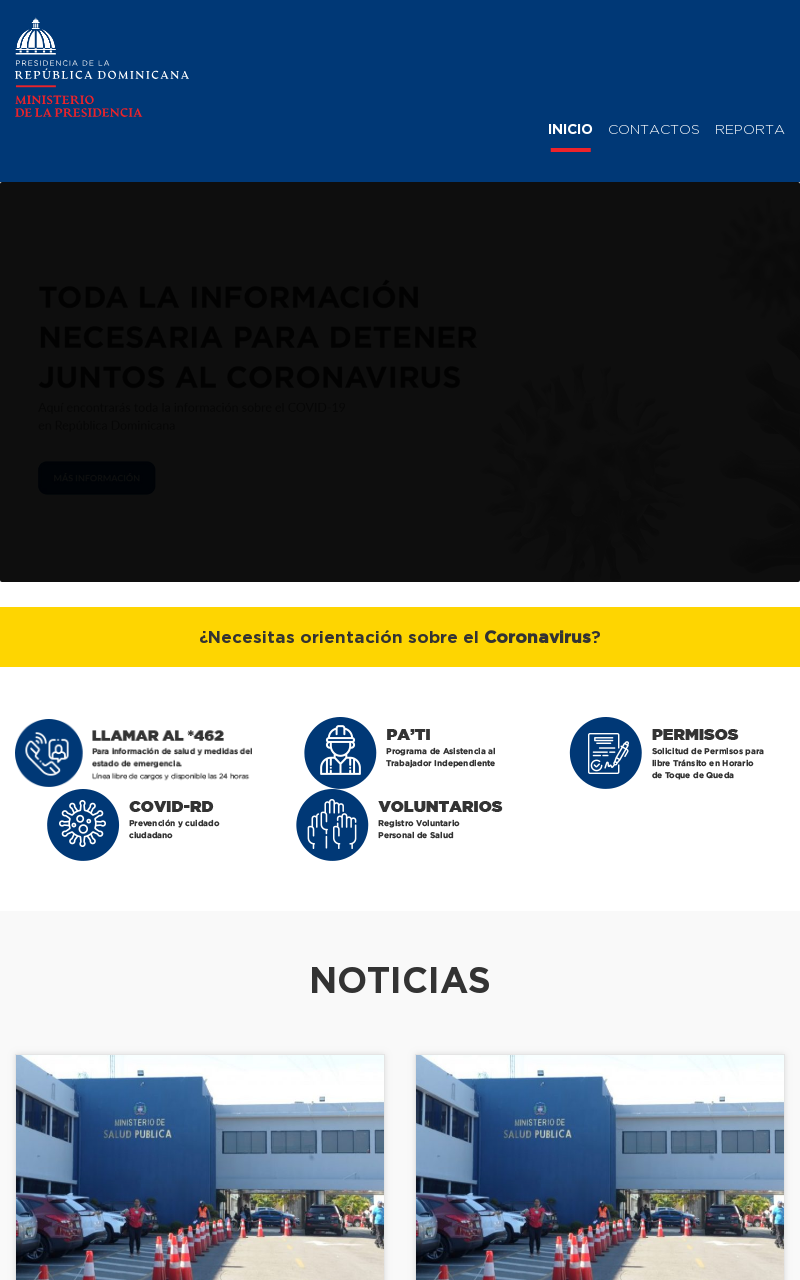 PRESIDENCIA DE LA
REPÚBLICA DOMINICANA
MINISTERIO
DE LA PRESIDENCIA
INICIO CONTACTOS REPORTA
TODA LA INFORMACIÓN
NECESARIA PARA DETENER
JUNTOS AL CORONAVIRUS
Aquí encontrarás toda la información sobre el COVID-19
en República Dominicana
MÁS INFORMACIÓN
¿Necesitas orientación sobre el Coronavirus?
LLAMAR AL *462
Para información de salud y medidas del
estado de emergencia.
Línea libre de cargos y disponible las 24 horas
PA'TI
Programa de Asistencia al
Trabajador Independiente
PERMISOS
Solicitud de Permisos para
libre Tránsito en Horario
de Toque de Queda
COVID-RD
Prevención y cuidado
ciudadano
VOLUNTARIOS
Registro Voluntario
Personal de Salud
NOTICIAS
MINISTERIO DE
SALUD PUBLICA
MINISTERIO DE
SALUD PUBLICA